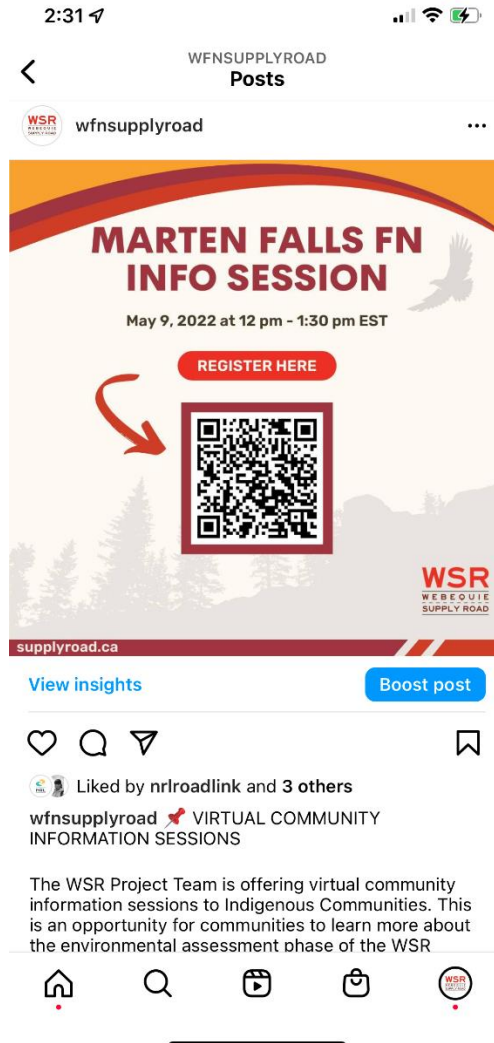 2:31
WFNSUPPLYROAD
Posts
WSR
wfnsupplyroad
MARTEN FALLS FN
INFO SESSION
May 9, 2022 at 12 pm - 1:30 pm EST
REGISTER HERE
WSR
WEBEQUIE
SUPPLY ROAD
supplyroad.ca
View insights
Boost post
Liked by nrlroadlink and 3 others
wfnsupplyroad 📌 VIRTUAL COMMUNITY
INFORMATION SESSIONS
The WSR Project Team is offering virtual community
information sessions to Indigenous Communities. This
is an opportunity for communities to learn more about
the environmental assessment phase of the WSR
WSR